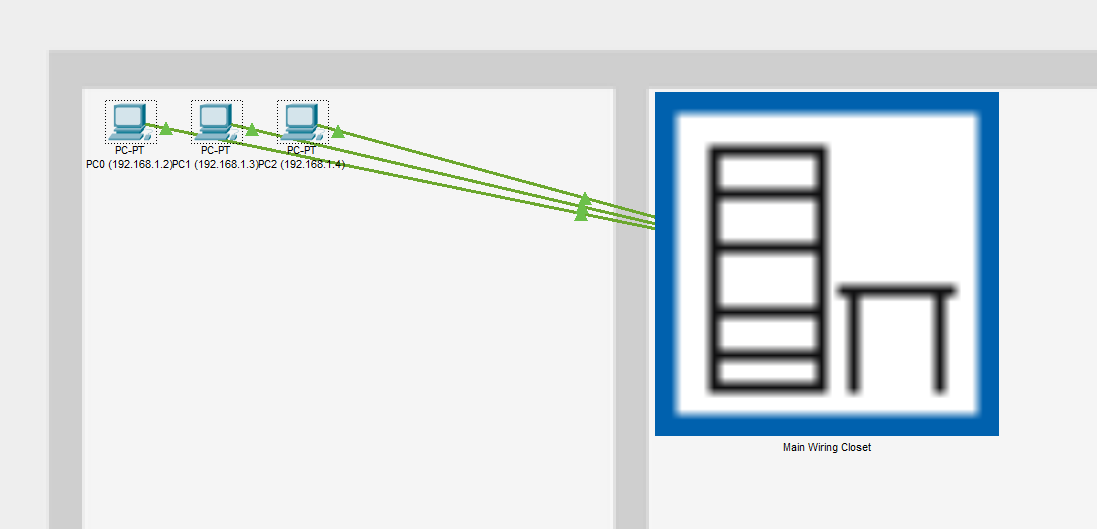 PC-PT PC-PT PC-PT
PC0 (192.168.1.2)PC1 (192.168.1.3)PC2 (192.168.1.4)
Main Wiring Closet